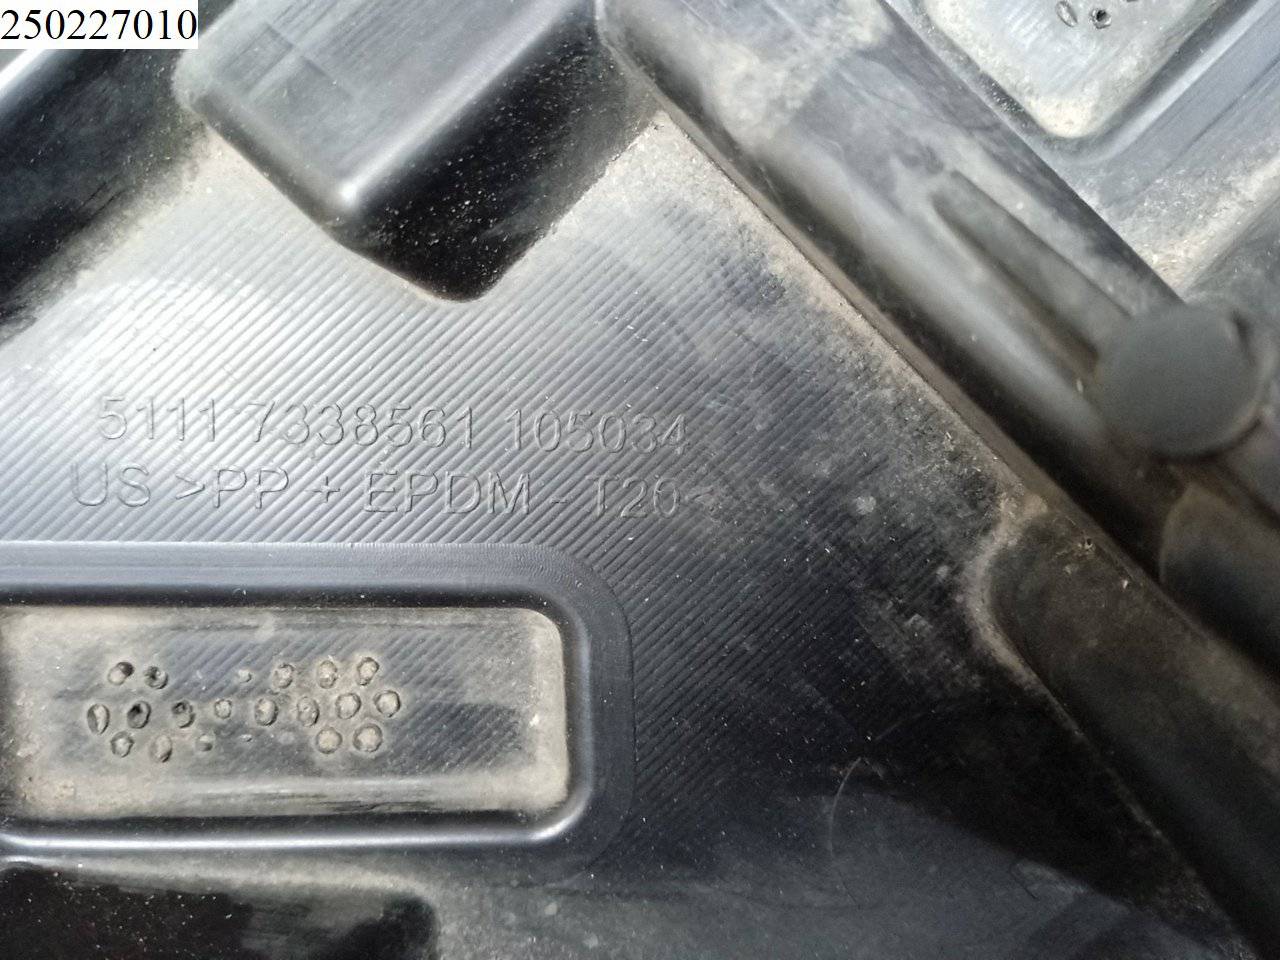 250227010
5111 7338561 105034
US >PP + EPDM - T20<